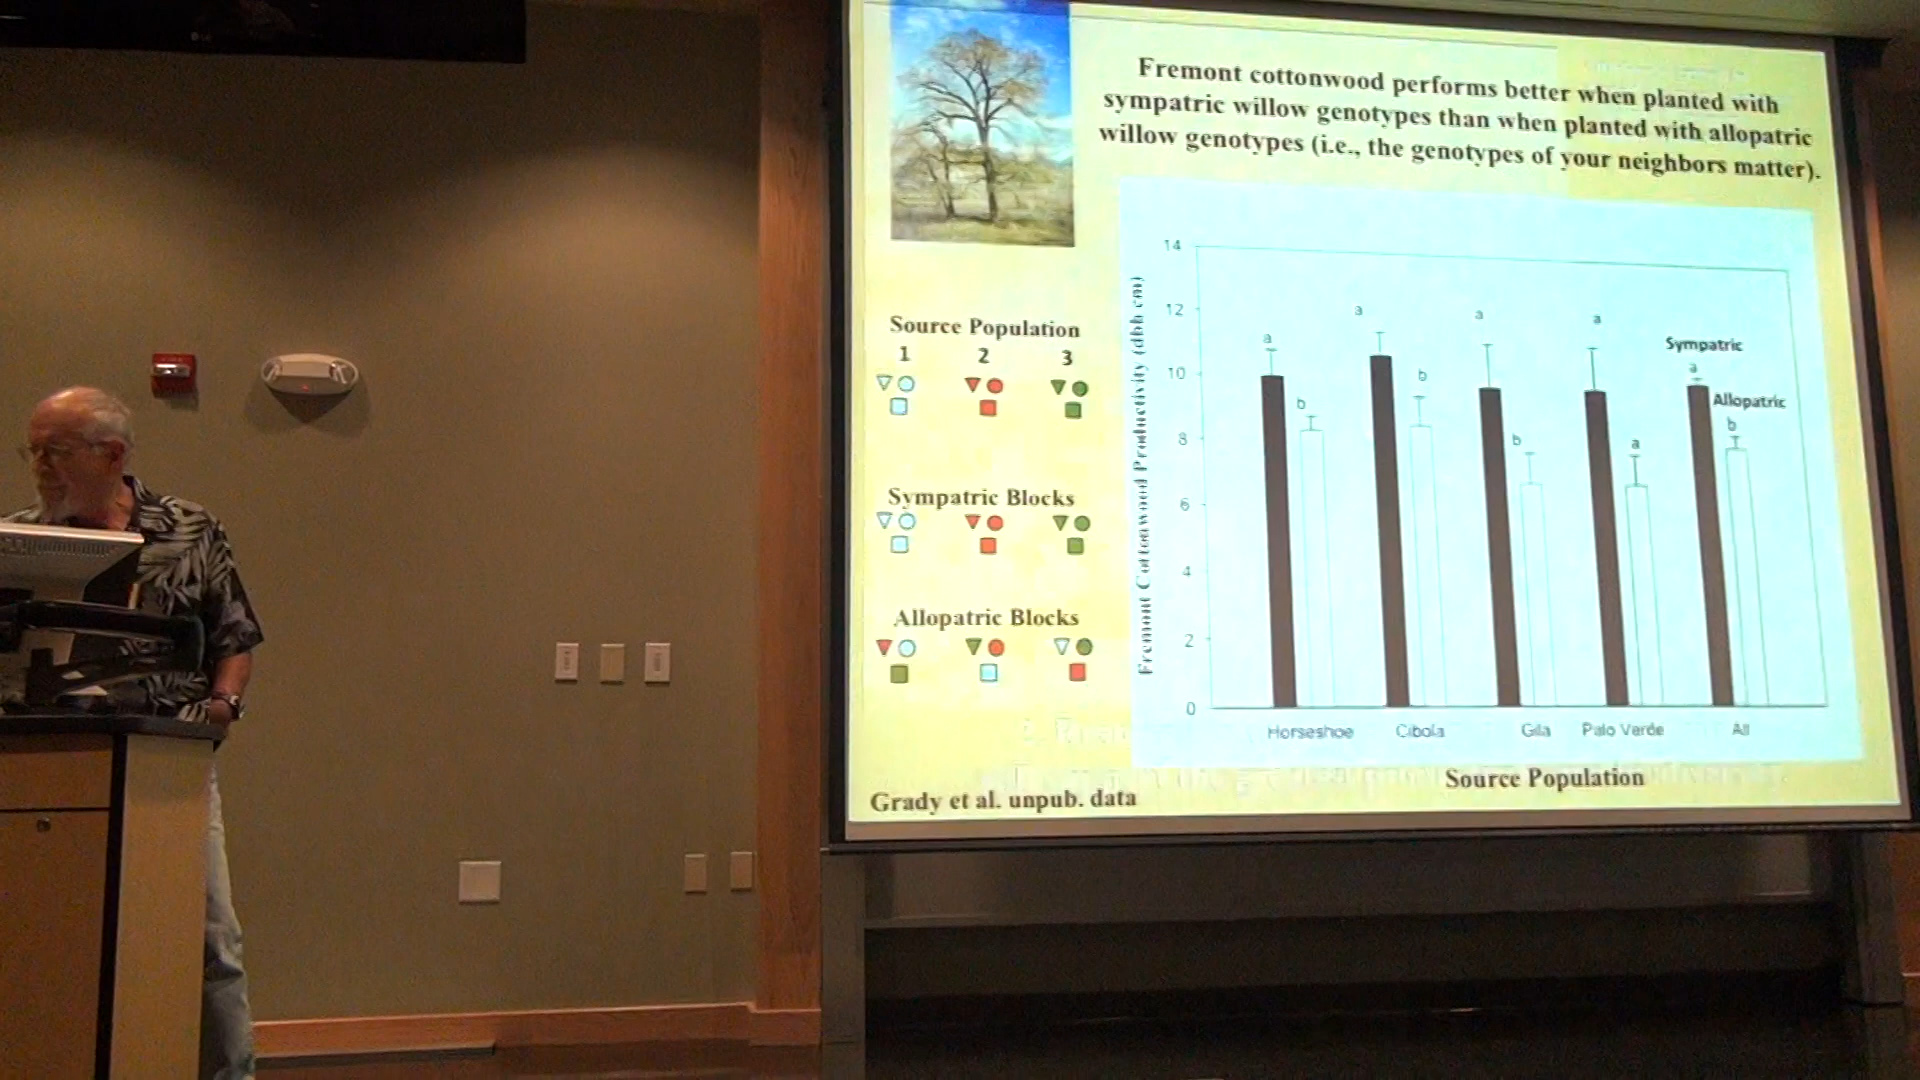 LG
Fremont cottonwood performs better when planted with
sympatric willow genotypes than when planted with allopatric
willow genotypes (i.e., the genotypes of your neighbors matter).
Source Population
1 2 3
Sympatric Blocks
Allopatric Blocks
Fremont Cottonwood Productivity (dbh cm)
14
12
10
8
6
4
2
0
a
b
a
b
a
b
a
a
Sympatric
a
Allopatric
b
Horseshoe Cibola Gila Palo Verde All
Source Population
Grady et al. unpub. data